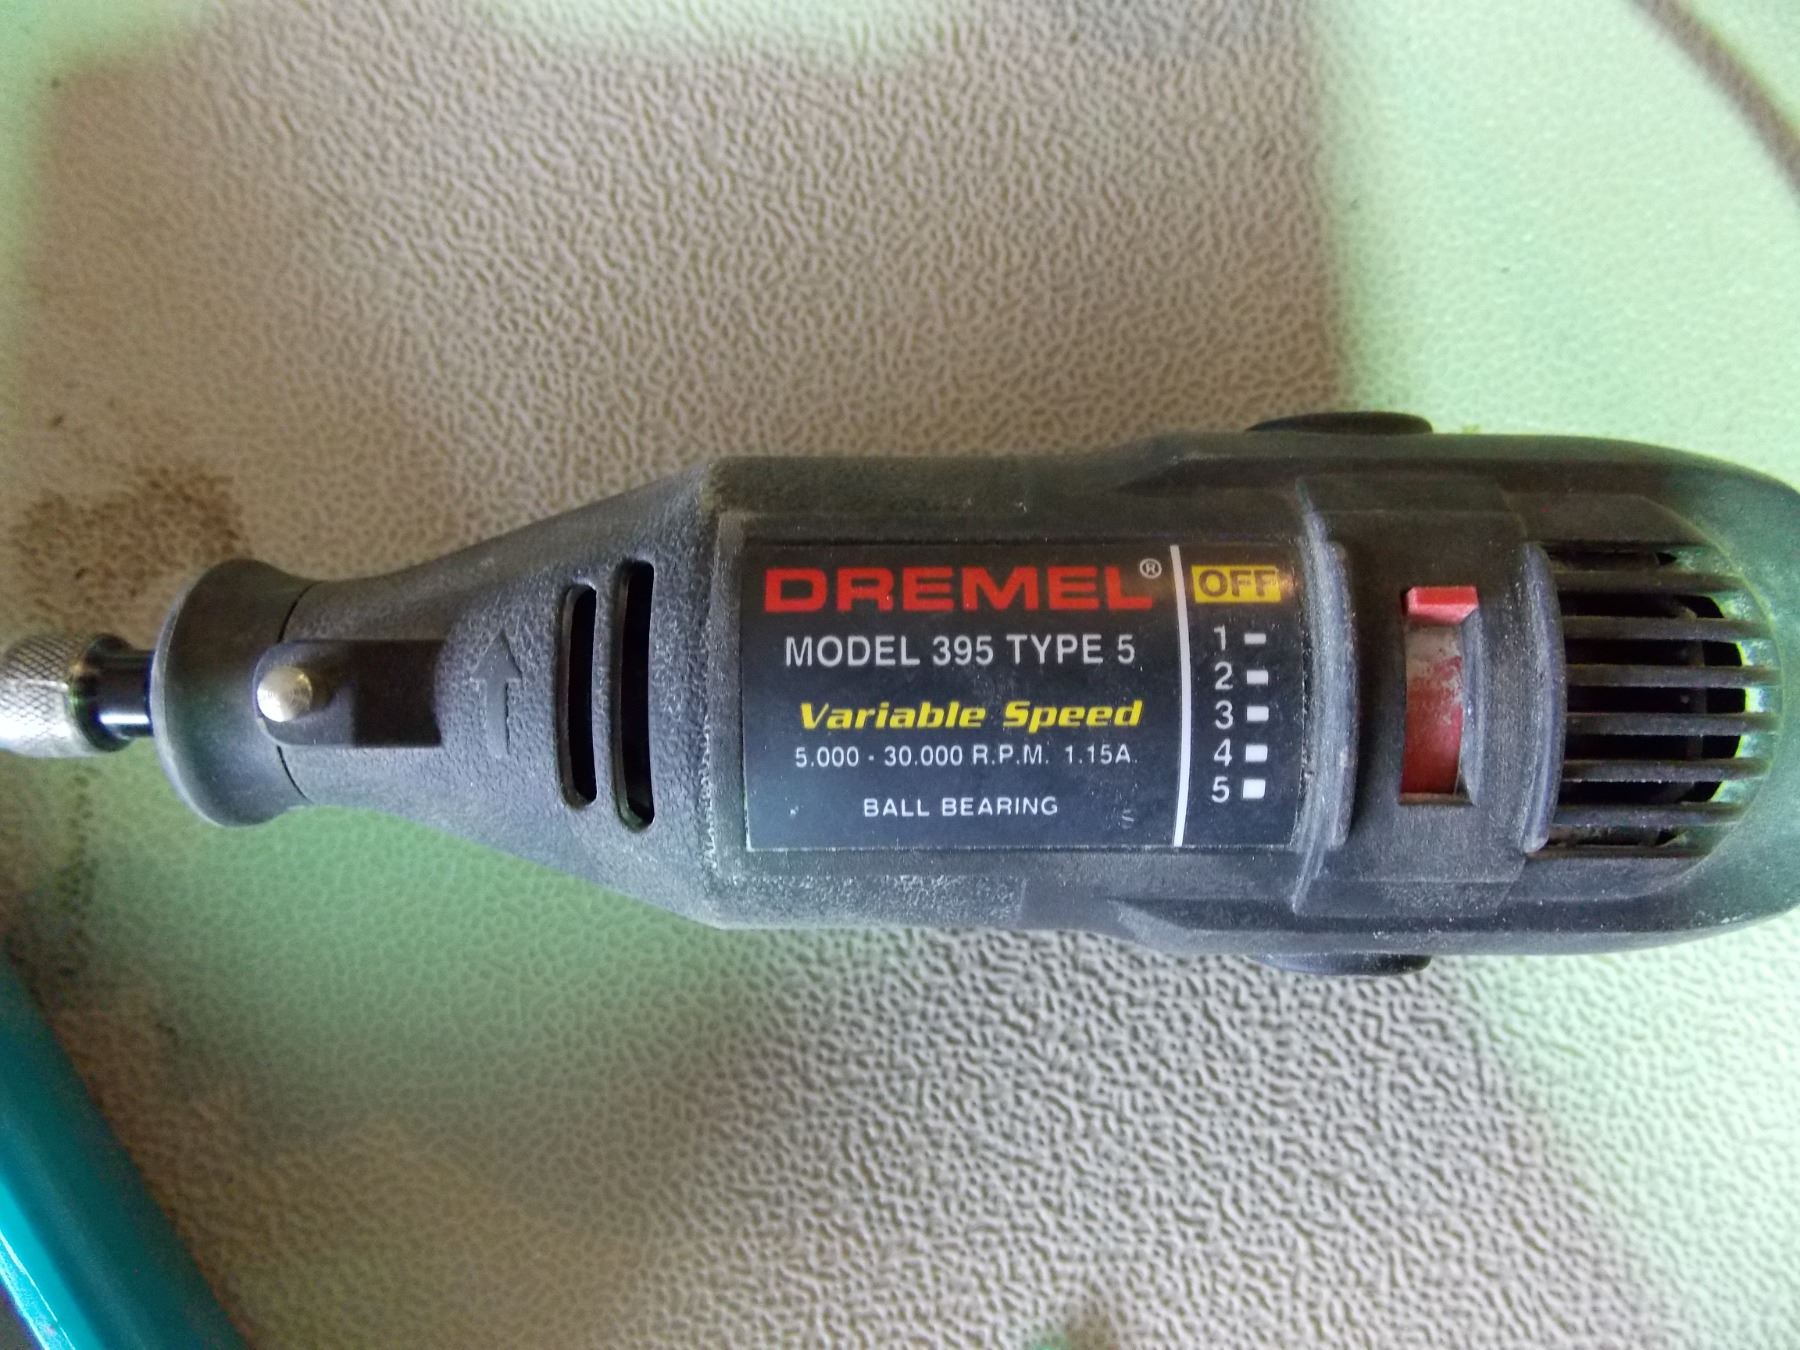 DREMEL®
MODEL 395 TYPE 5
Variable Speed
5.000 - 30.000 R.P.M. 1.15A.
BALL BEARING
OFF
1
2
3
4
5